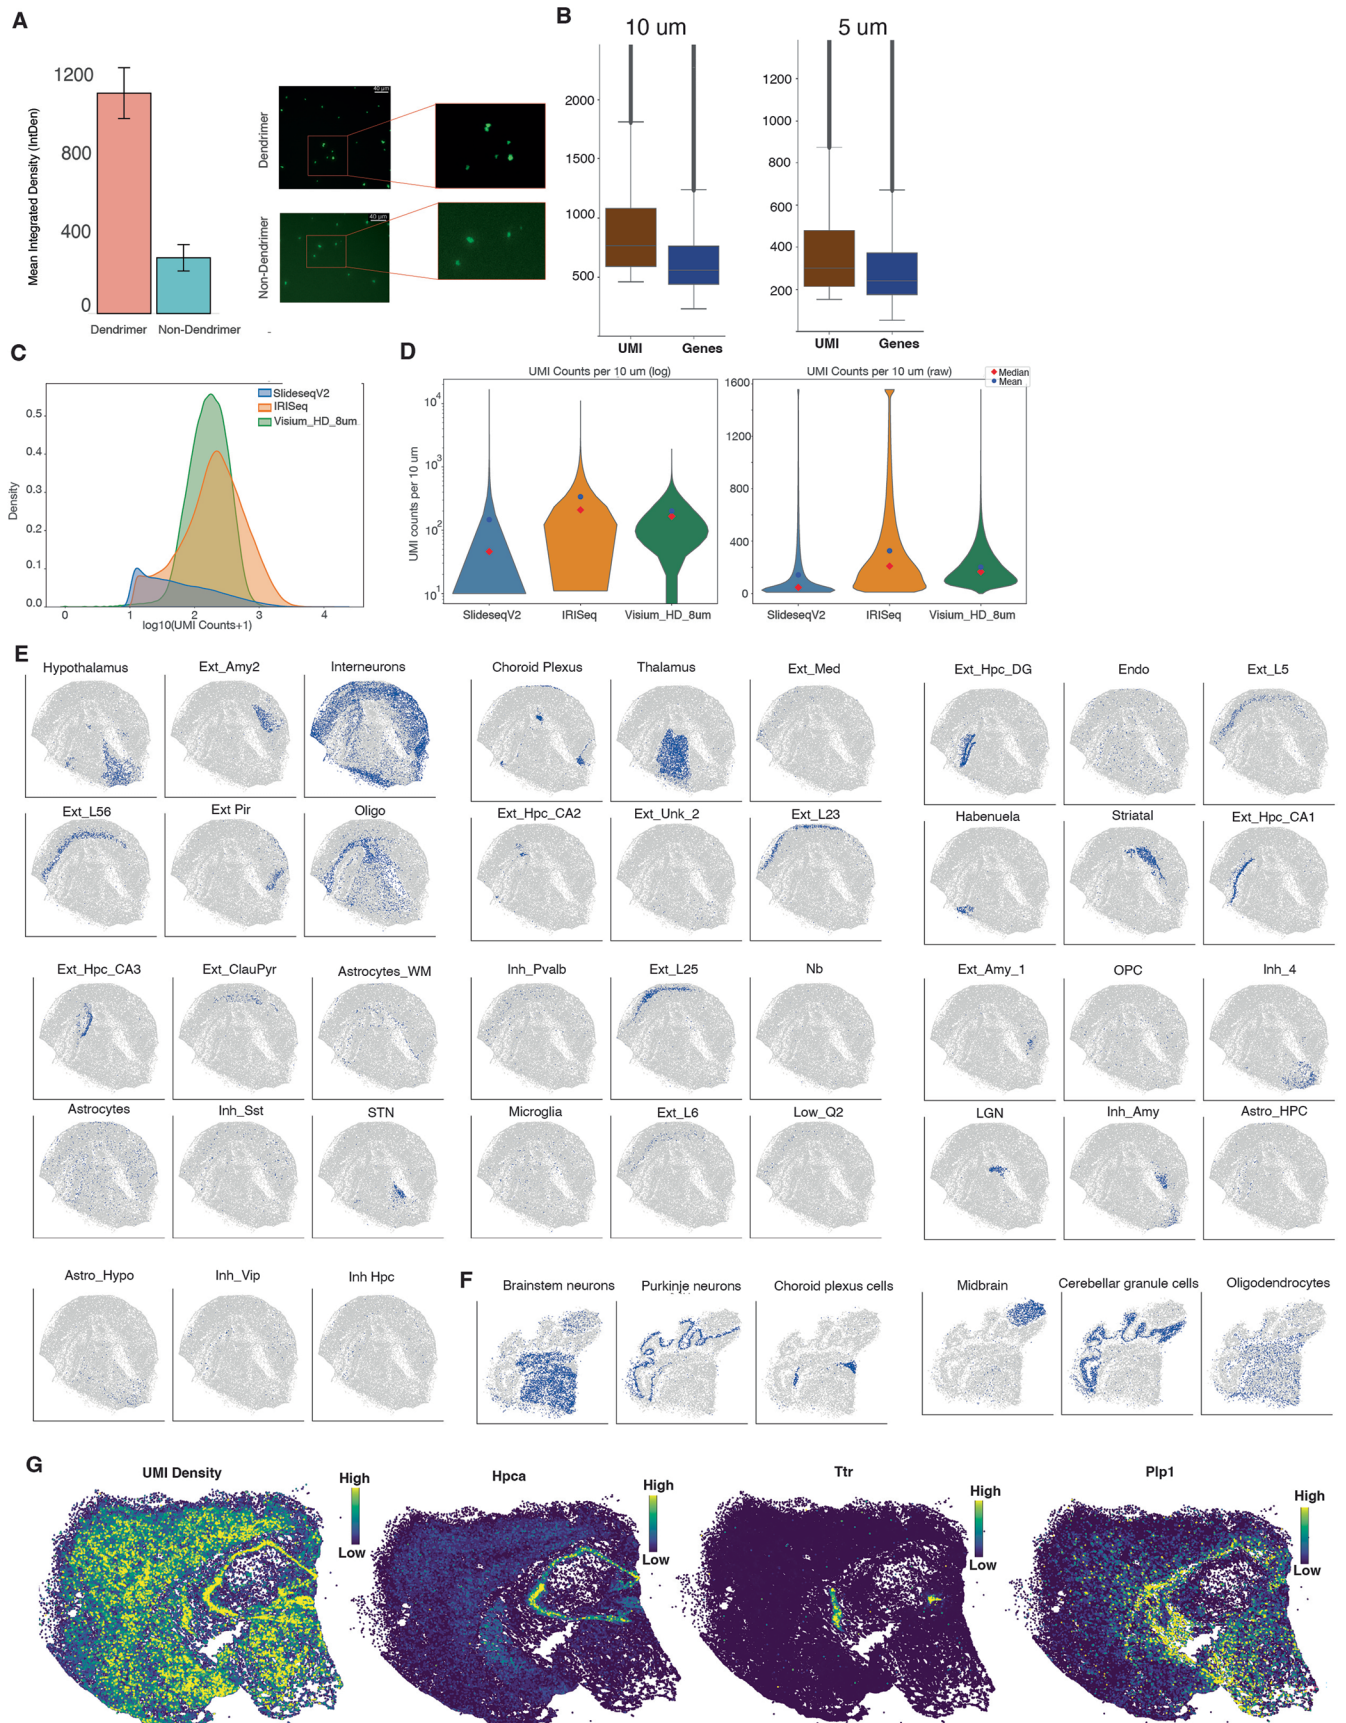 A
Mean Integrated Density (IntDen)
1200
800
400
0
Dendrimer
Non-Dendrimer
Dendrimer
Non-Dendrimer
40 µm
40 µm
B
10 um
2000
1500
1000
500
UMI
Genes
5 um
1200
1000
800
600
400
200
UMI
Genes
C
SlideseqV2
IRISeq
Visium_HD_8um
Density
0.5
0.4
0.3
0.2
0.1
0.0
0
1
2
3
4
log10(UMI Counts+1)
D
UMI Counts per 10 um (log)
UMI counts per 10 um
10^4
10^3
10^2
10^1
SlideseqV2
IRISeq
Visium_HD_8um
UMI Counts per 10 um (raw)
Median
Mean
1600
1200
800
400
0
SlideseqV2
IRISeq
Visium_HD_8um
E
Hypothalamus
Ext_Amy2
Interneurons
Choroid Plexus
Thalamus
Ext_Med
Ext_Hpc_DG
Endo
Ext_L5
Ext_L56
Ext Pir
Oligo
Ext_Hpc_CA2
Ext_Unk_2
Ext_L23
Habenuela
Striatal
Ext_Hpc_CA1
Ext_Hpc_CA3
Ext_ClauPyr
Astrocytes_WM
Inh_Pvalb
Ext_L25
Nb
Ext_Amy_1
OPC
Inh_4
Astrocytes
Inh_Sst
STN
Microglia
Ext_L6
Low_Q2
LGN
Inh_Amy
Astro_HPC
Astro_Hypo
Inh_Vip
Inh Hpc
F
Brainstem neurons
Purkinje neurons
Choroid plexus cells
Midbrain
Cerebellar granule cells
Oligodendrocytes
G
UMI Density
High
Low
Hpca
High
Low
Ttr
High
Low
Plp1
High
Low